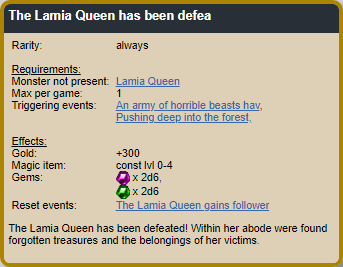 The Lamia Queen has been defea
Rarity: always
Requirements:
Monster not present: Lamia Queen
Max per game: 1
Triggering events: An army of horrible beasts hav,
Pushing deep into the forest,
Effects:
Gold: +300
Magic item: const lvl 0-4
Gems: x 2d6,
x 2d6
Reset events: The Lamia Queen gains follower
The Lamia Queen has been defeated! Within her abode were found
forgotten treasures and the belongings of her victims.